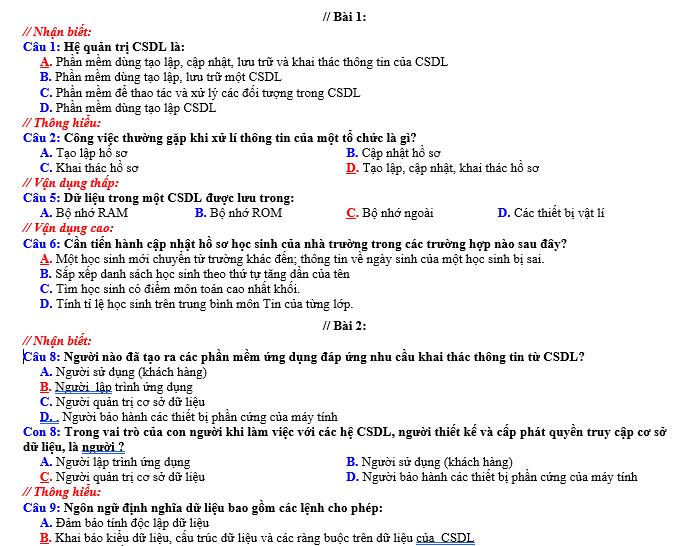 // Bài 1:
// Nhận biết:
Câu 1: Hệ quản trị CSDL là:
A. Phần mềm dùng tạo lập, cập nhật, lưu trữ và khai thác thông tin của CSDL
B. Phần mềm dùng tạo lập, lưu trữ một CSDL
C. Phần mềm để thao tác và xử lý các đối tượng trong CSDL
D. Phần mềm dùng tạo lập CSDL
// Thông hiểu:
Câu 2: Công việc thường gặp khi xử lí thông tin của một tổ chức là gì?
A. Tạo lập hồ sơ B. Cập nhật hồ sơ
C. Khai thác hồ sơ D. Tạo lập, cập nhật, khai thác hồ sơ
// Vận dụng thấp:
Câu 5: Dữ liệu trong một CSDL được lưu trong:
A. Bộ nhớ RAM B. Bộ nhớ ROM C. Bộ nhớ ngoài D. Các thiết bị vật lí
// Vận dụng cao:
Câu 6: Cần tiến hành cập nhật hồ sơ học sinh của nhà trường trong các trường hợp nào sau đây?
A. Một học sinh mới chuyển từ trường khác đến; thông tin về ngày sinh của một học sinh bị sai.
B. Sắp xếp danh sách học sinh theo thứ tự tăng dần của tên
C. Tìm học sinh có điểm môn toán cao nhất khối.
D. Tính tỉ lệ học sinh trên trung bình môn Tin của từng lớp.
// Bài 2:
// Nhận biết:
Câu 8: Người nào đã tạo ra các phần mềm ứng dụng đáp ứng nhu cầu khai thác thông tin từ CSDL?
A. Người sử dụng (khách hàng)
B. Người lập trình ứng dụng
C. Người quản trị cơ sở dữ liệu
D. Người bảo hành các thiết bị phần cứng của máy tính
Con 8: Trong vai trò của con người khi làm việc với các hệ CSDL, người thiết kế và cấp phát quyền truy cập cơ sở
dữ liệu, là người ?
A. Người lập trình ứng dụng B. Người sử dụng (khách hàng)
C. Người quản trị cơ sở dữ liệu D. Người bảo hành các thiết bị phần cứng của máy tính
// Thông hiểu:
Câu 9: Ngôn ngữ định nghĩa dữ liệu bao gồm các lệnh cho phép:
A. Đảm bảo tính độc lập dữ liệu
B. Khai báo kiểu dữ liệu, cấu trúc dữ liệu và các ràng buộc trên dữ liệu của CSDL